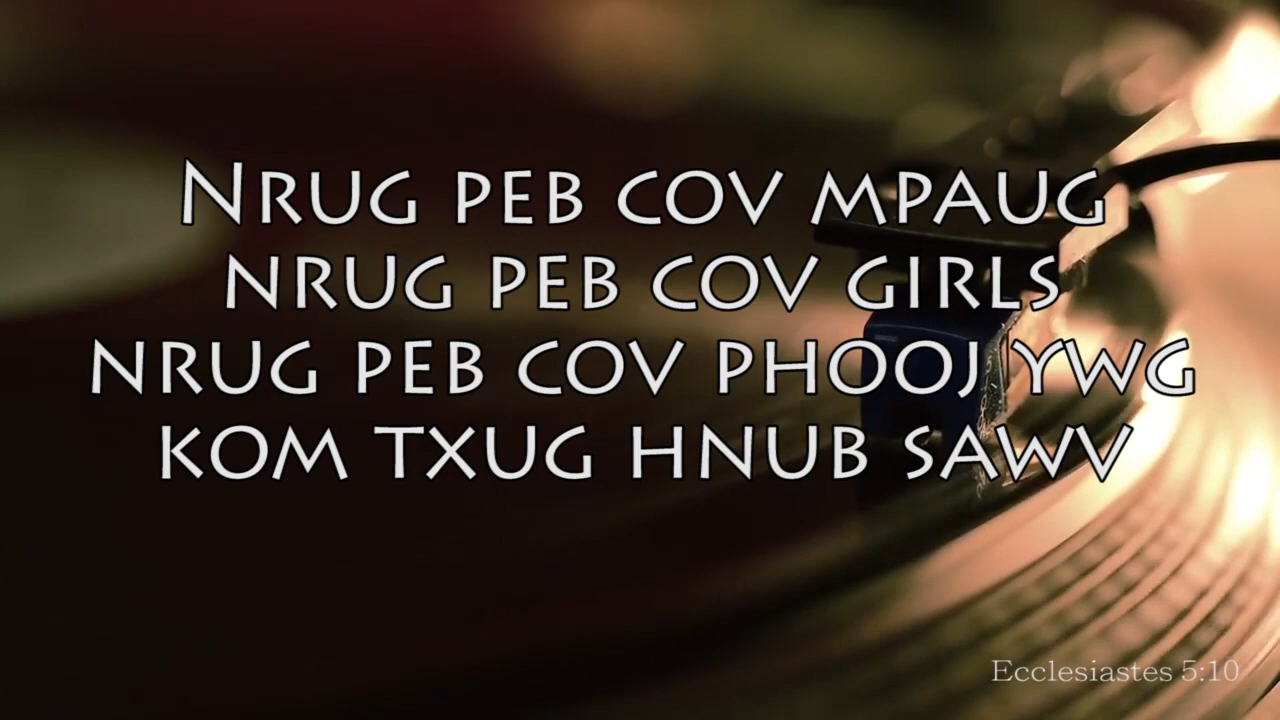 Nrug peb cov mpaug
nrug peb cov girls
nrug peb cov phooj ywg
kom txug hnub sawv
Ecclesiastes 5:10